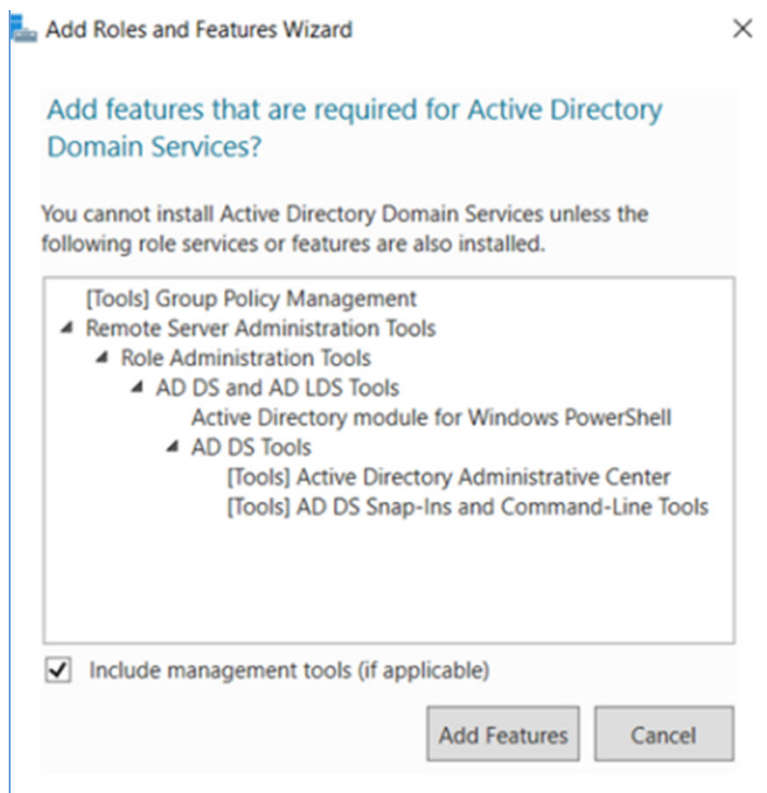 Add Roles and Features Wizard
Add features that are required for Active Directory
Domain Services?
You cannot install Active Directory Domain Services unless the
following role services or features are also installed.
[Tools] Group Policy Management
Remote Server Administration Tools
Role Administration Tools
AD DS and AD LDS Tools
Active Directory module for Windows PowerShell
AD DS Tools
[Tools] Active Directory Administrative Center
[Tools] AD DS Snap-Ins and Command-Line Tools
Include management tools (if applicable)
Add Features Cancel